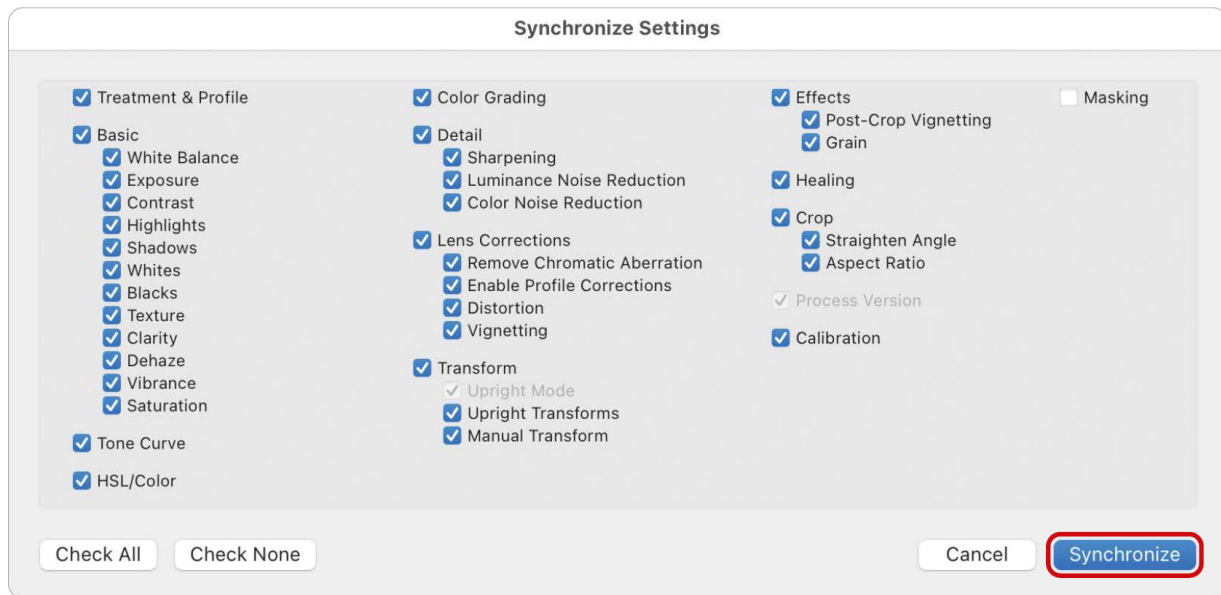 Synchronize Settings
Treatment & Profile
Basic
White Balance
Exposure
Contrast
Highlights
Shadows
Whites
Blacks
Texture
Clarity
Dehaze
Vibrance
Saturation
Tone Curve
HSL/Color
Color Grading
Detail
Sharpening
Luminance Noise Reduction
Color Noise Reduction
Lens Corrections
Remove Chromatic Aberration
Enable Profile Corrections
Distortion
Vignetting
Transform
Upright Mode
Upright Transforms
Manual Transform
Effects
Post-Crop Vignetting
Grain
Healing
Crop
Straighten Angle
Aspect Ratio
Process Version
Calibration
Masking
Check All
Check None
Cancel
Synchronize